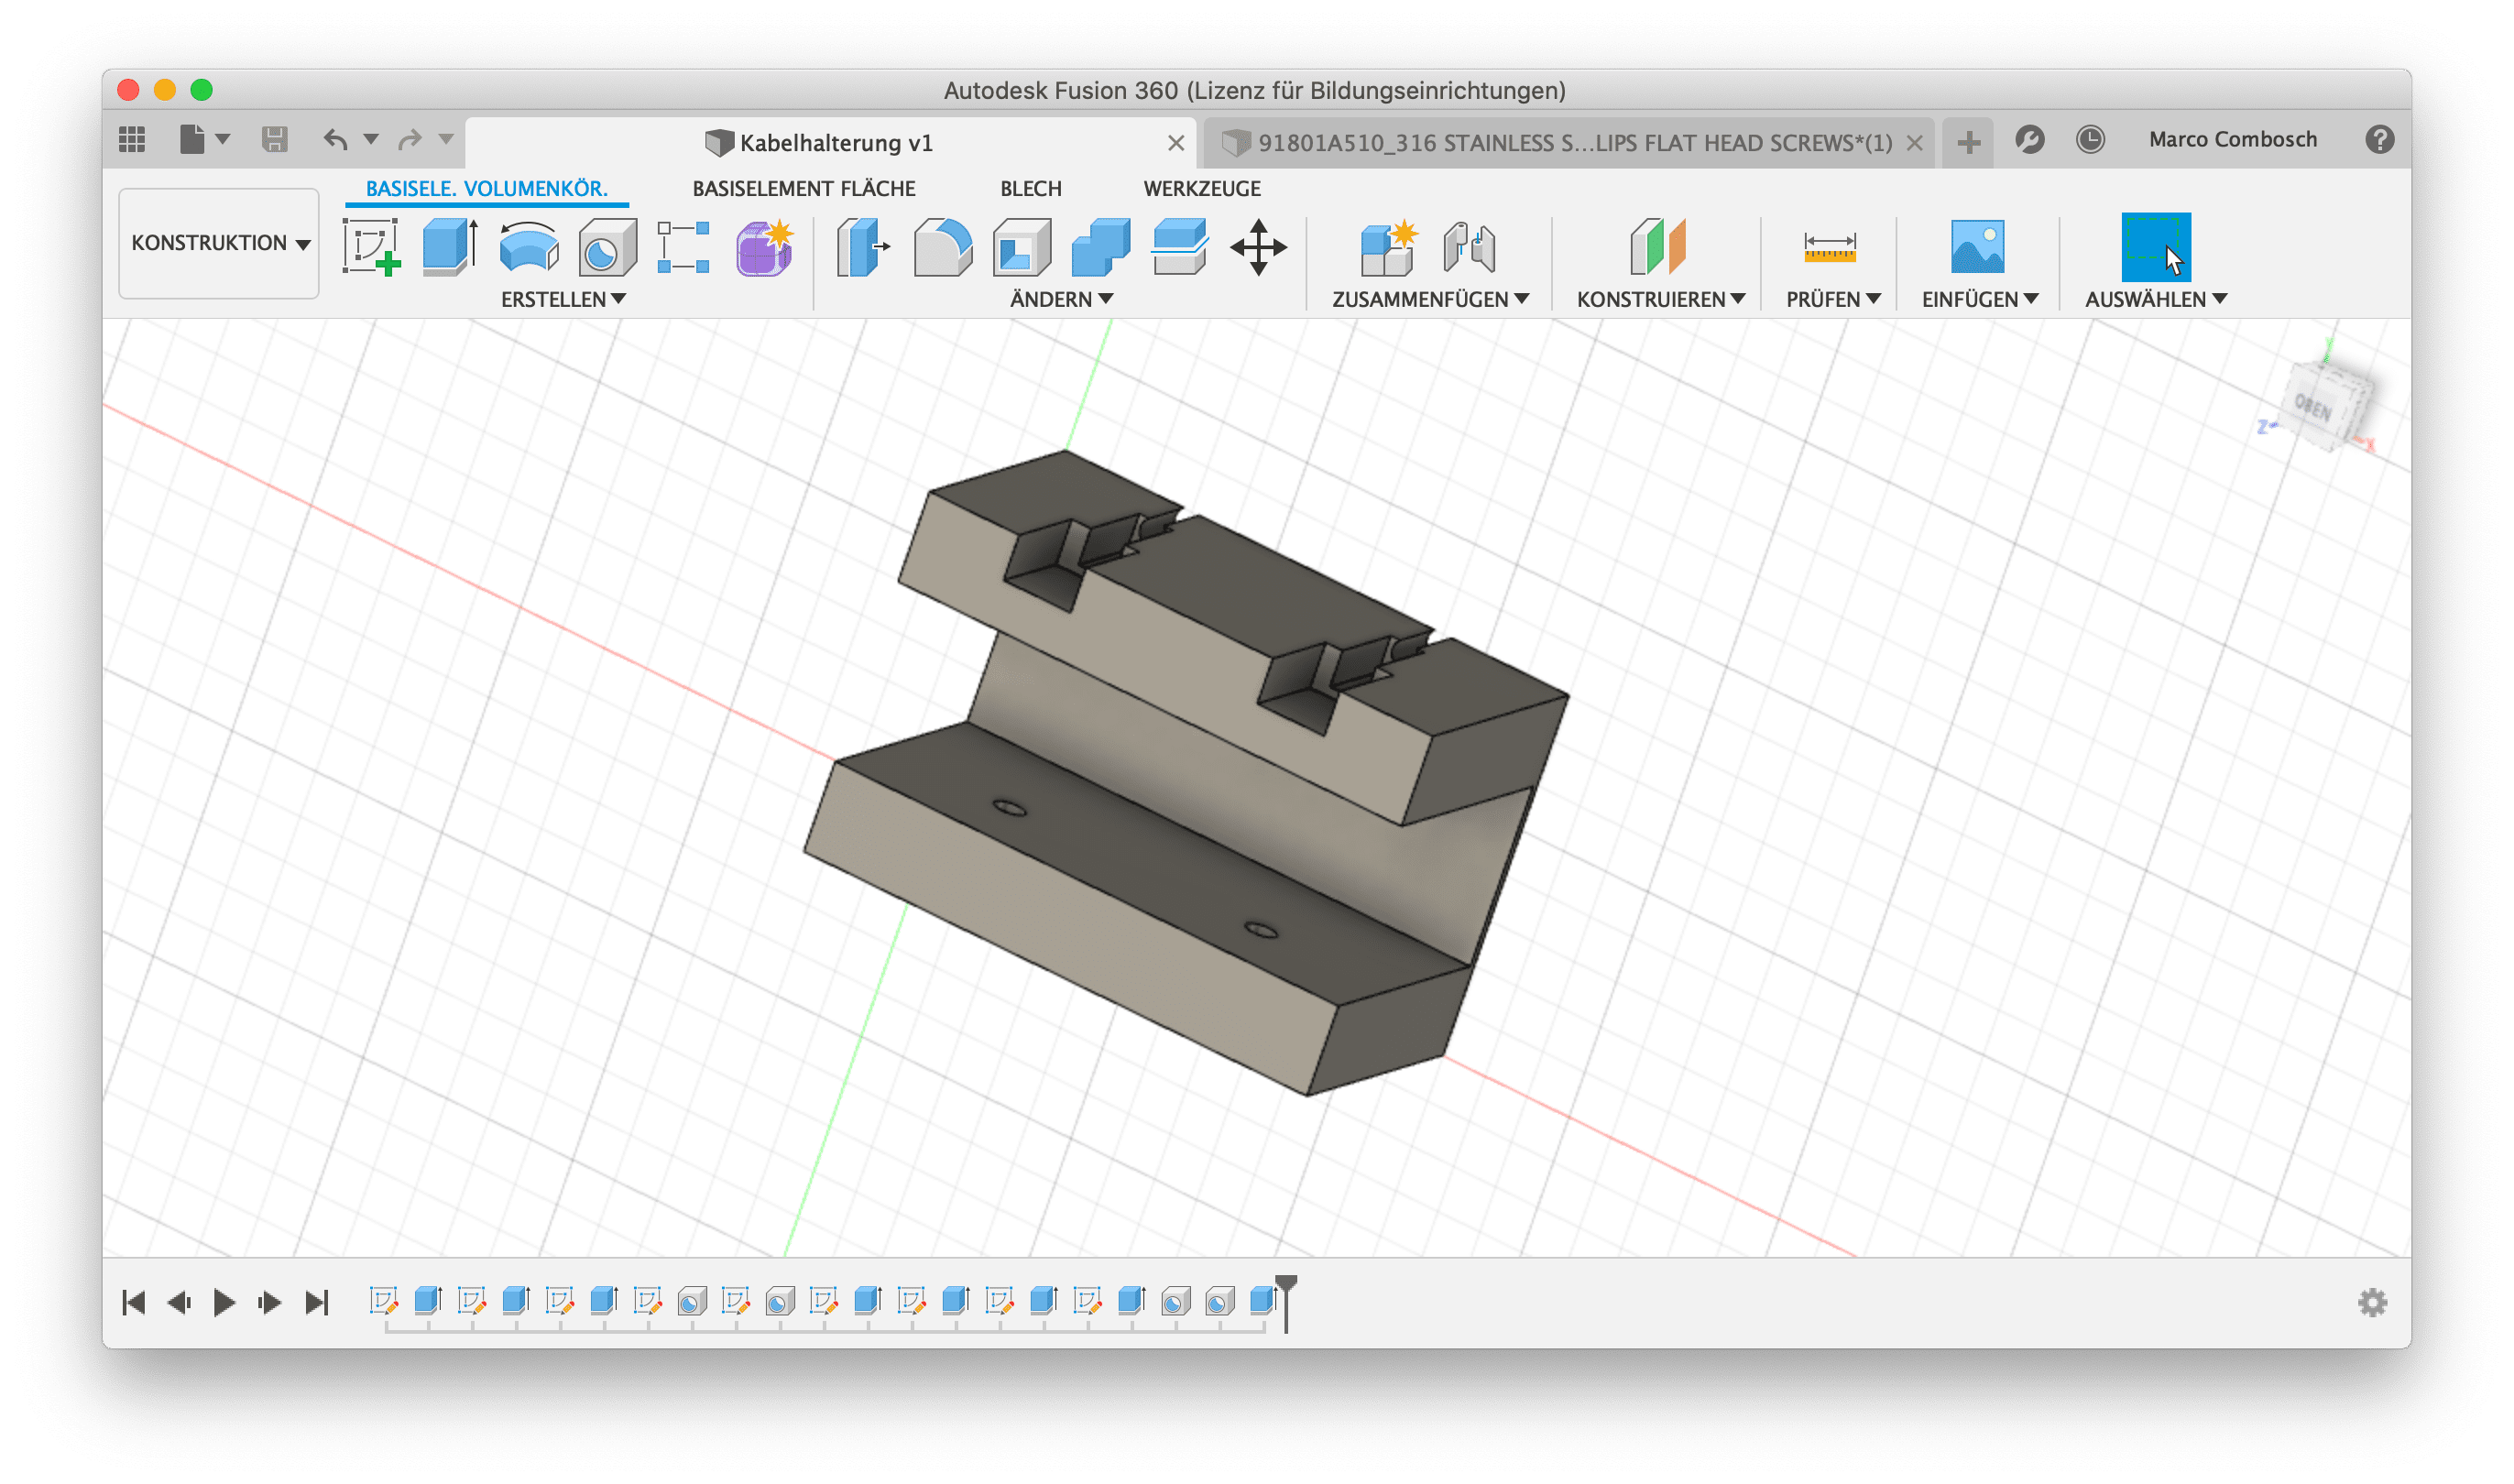 Autodesk Fusion 360 (Lizenz für Bildungseinrichtungen)
Kabelhalterung v1
91801A510_316 STAINLESS S...LIPS FLAT HEAD SCREWS*(1)
Marco Combosch
KONSTRUKTION
BASISELE. VOLUMENKÖR.
BASISELEMENT FLÄCHE
BLECH
WERKZEUGE
ERSTELLEN
ÄNDERN
ZUSAMMENFÜGEN
KONSTRUIEREN
PRÜFEN
EINFÜGEN
AUSWÄHLEN
OBEN
Z
X